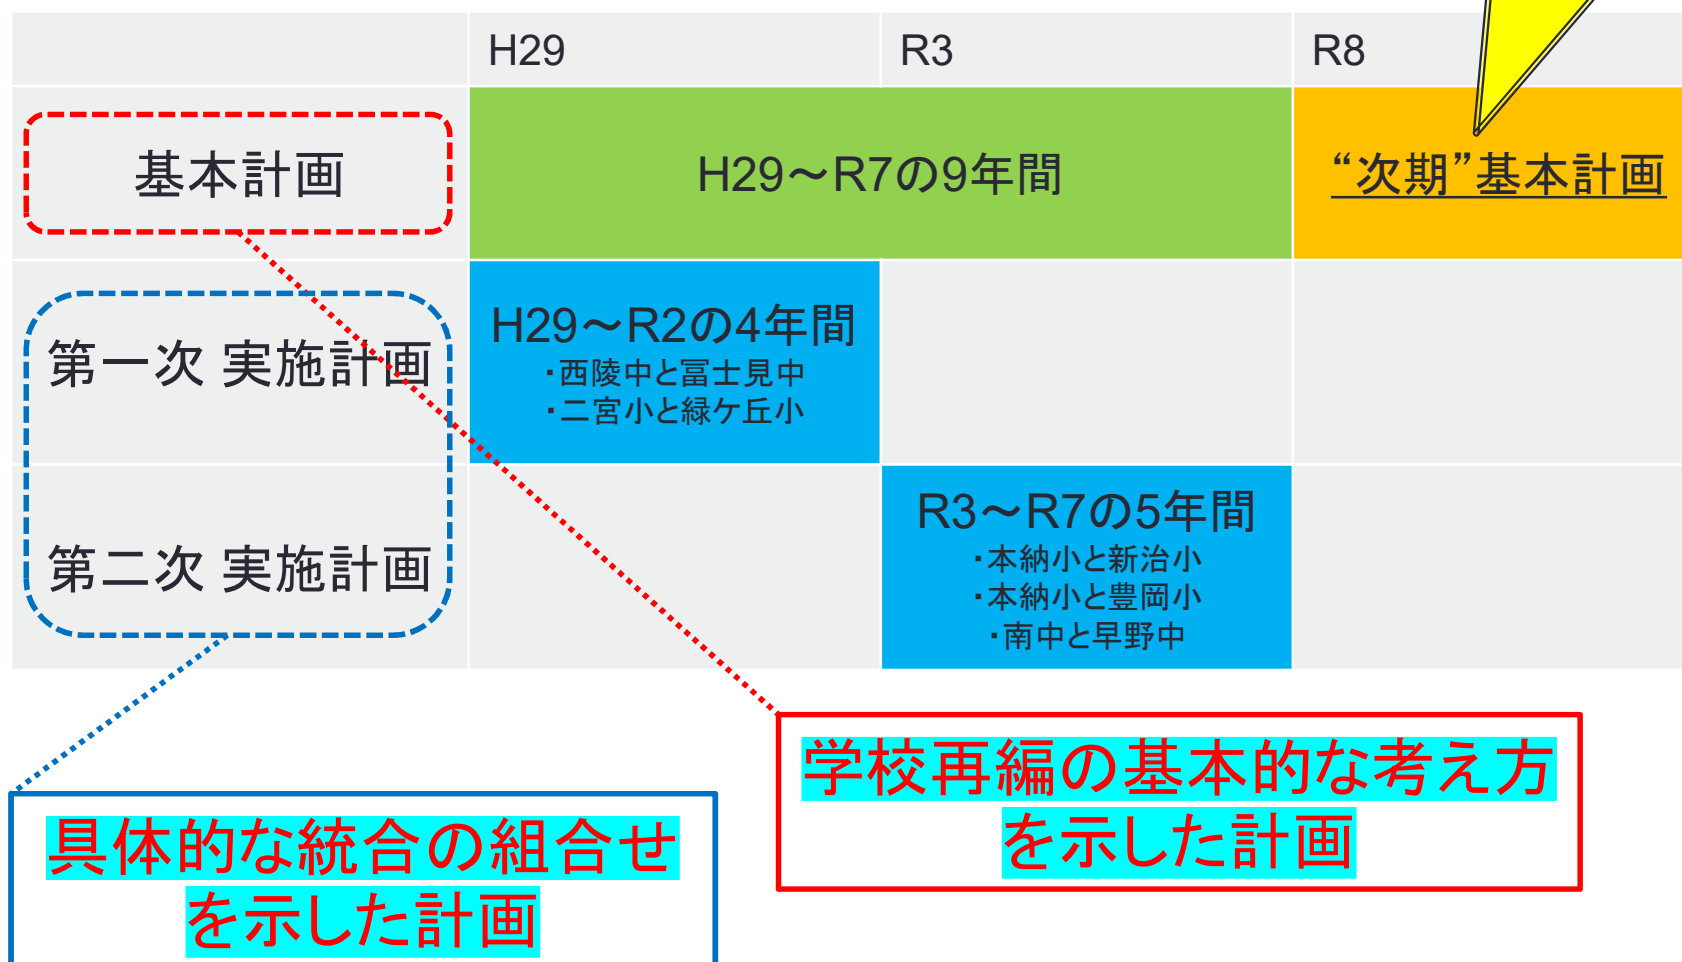 H29
R3
R8
基本計画
H29～R7の9年間
“次期”基本計画
第一次 実施計画
H29～R2の4年間
・西陵中と冨士見中
・二宮小と緑ケ丘小
第二次 実施計画
R3～R7の5年間
・本納小と新治小
・本納小と豊岡小
・南中と早野中
学校再編の基本的な考え方
を示した計画
具体的な統合の組合せ
を示した計画